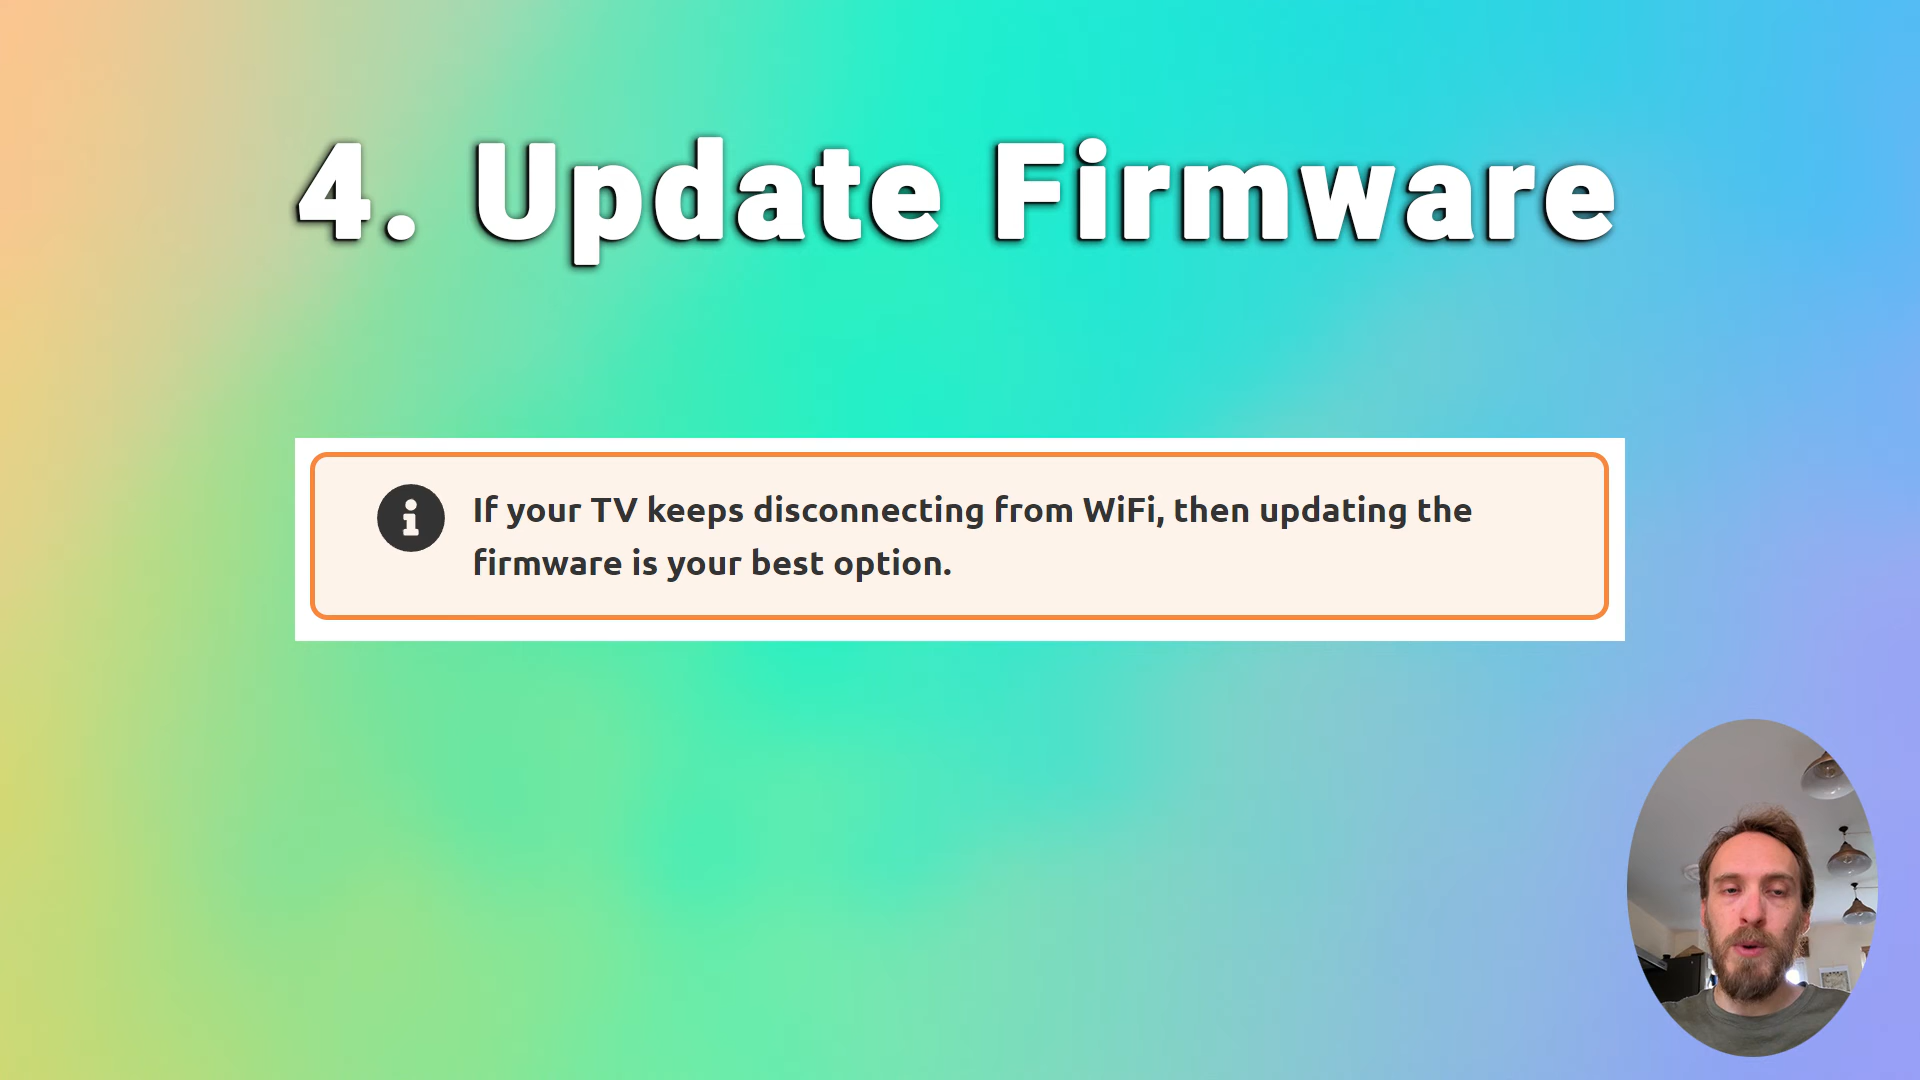 4. Update Firmware
If your TV keeps disconnecting from WiFi, then updating the
firmware is your best option.